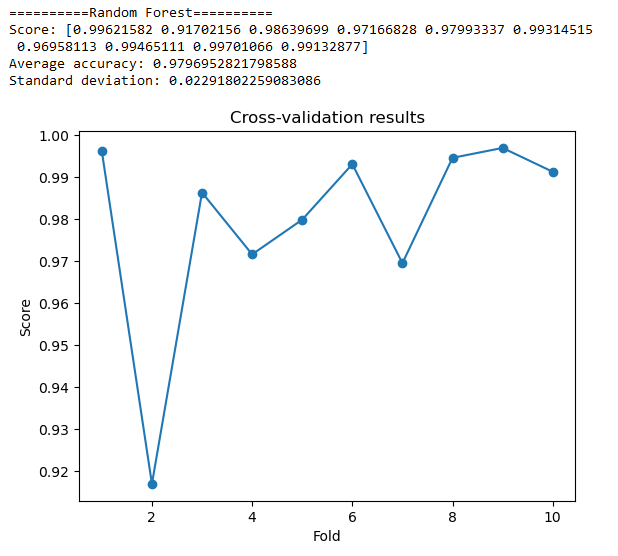 ==========Random Forest==========
Score: [0.99621582 0.91702156 0.98639699 0.97166828 0.97993337 0.99314515
0.96958113 0.99465111 0.99701066 0.99132877]
Average accuracy: 0.9796952821798588
Standard deviation: 0.02291802259083086
Cross-validation results
1.00
0.99
0.98
0.97
0.96
0.95
0.94
0.93
0.92
Score
2 4 6 8 10
Fold